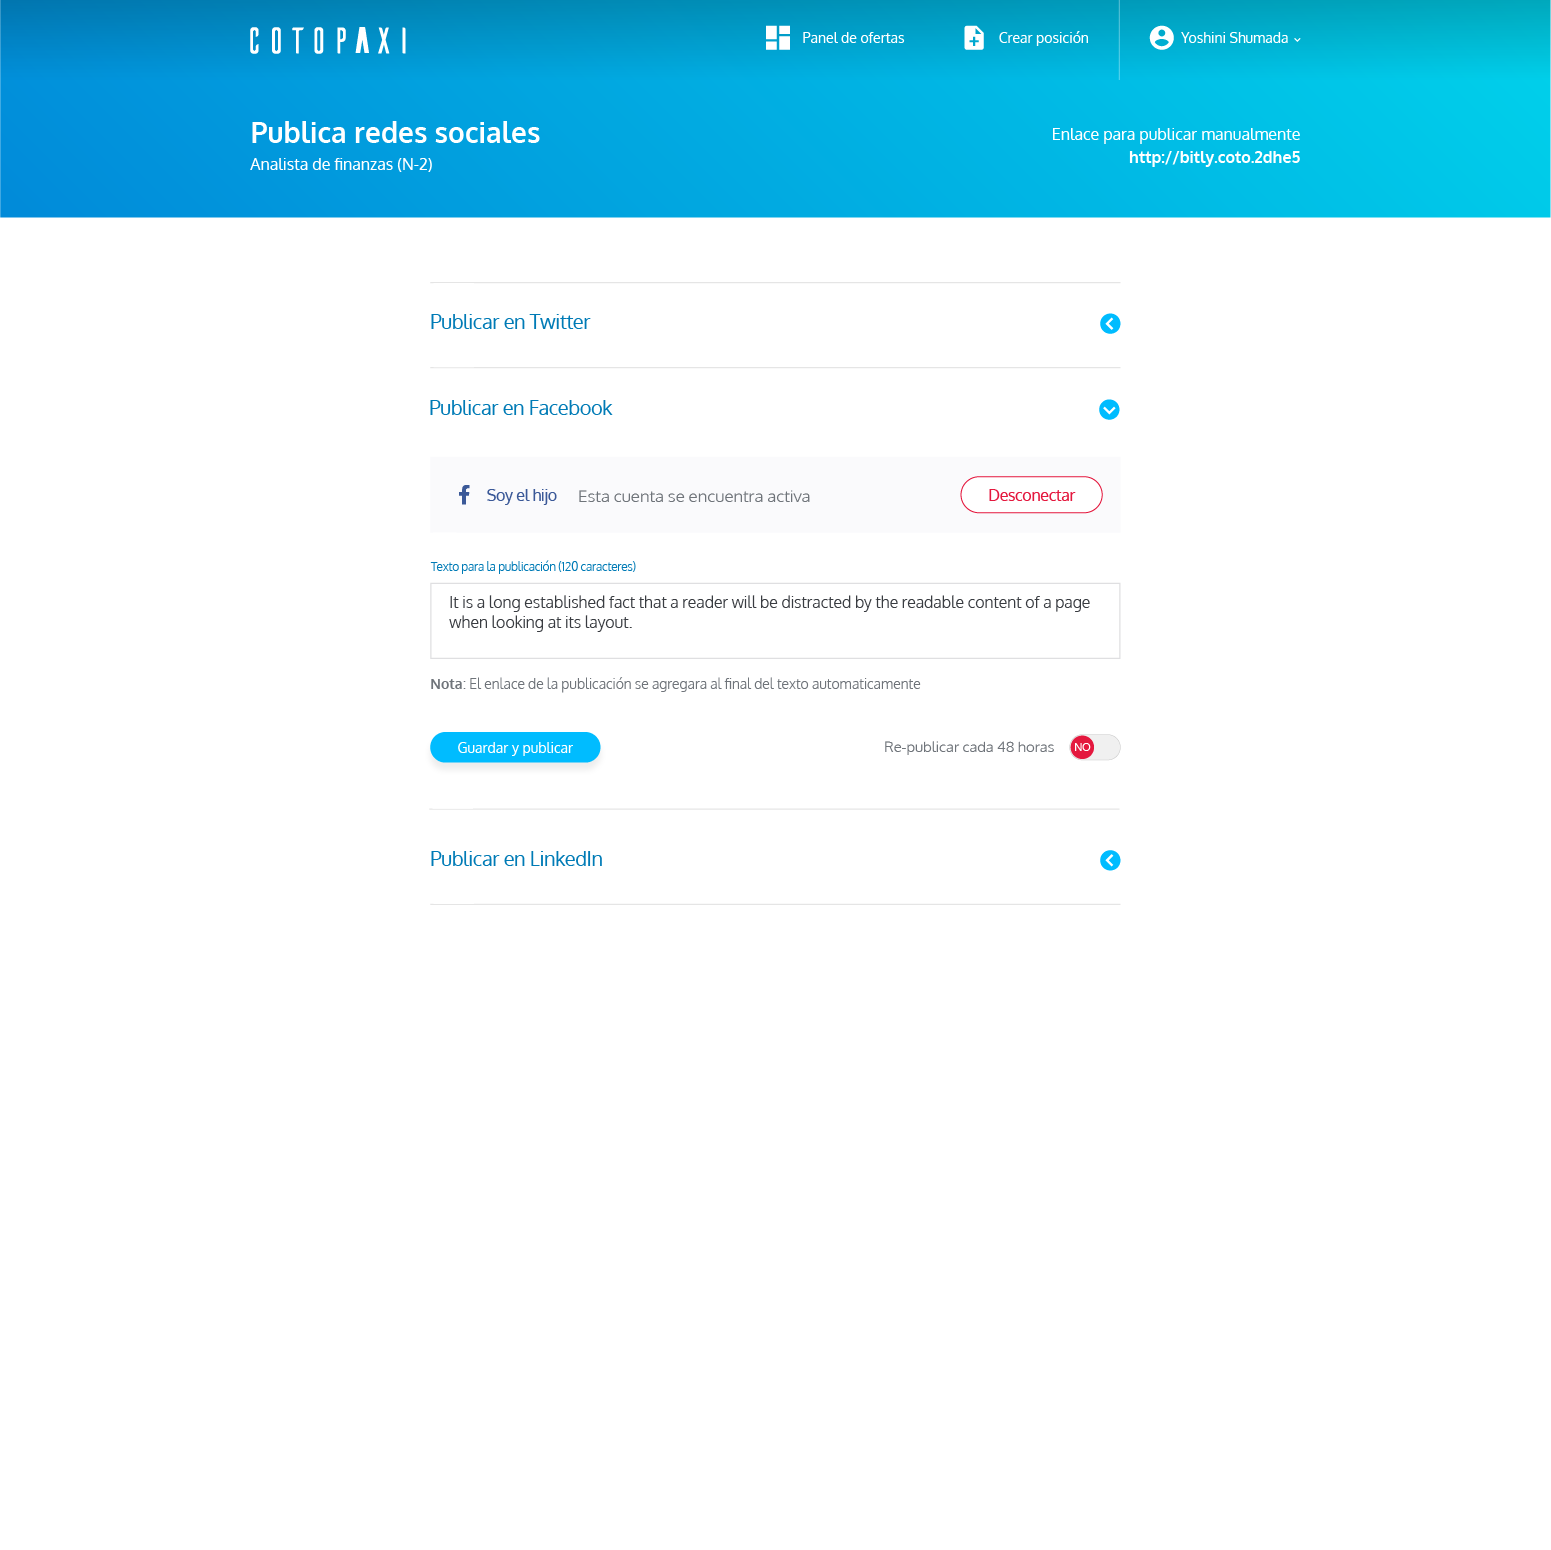 COTOPAXI
Panel de ofertas
Crear posición
Yoshini Shumada
Publica redes sociales
Analista de finanzas (N-2)
Enlace para publicar manualmente
http://bitly.coto.2dhe5
Publicar en Twitter
Publicar en Facebook
Soy el hijo
Esta cuenta se encuentra activa
Desconectar
Texto para la publicación (120 caracteres)
It is a long established fact that a reader will be distracted by the readable content of a page
when looking at its layout.
Nota: El enlace de la publicación se agregara al final del texto automaticamente
Guardar y publicar
Re-publicar cada 48 horas
NO
Publicar en LinkedIn